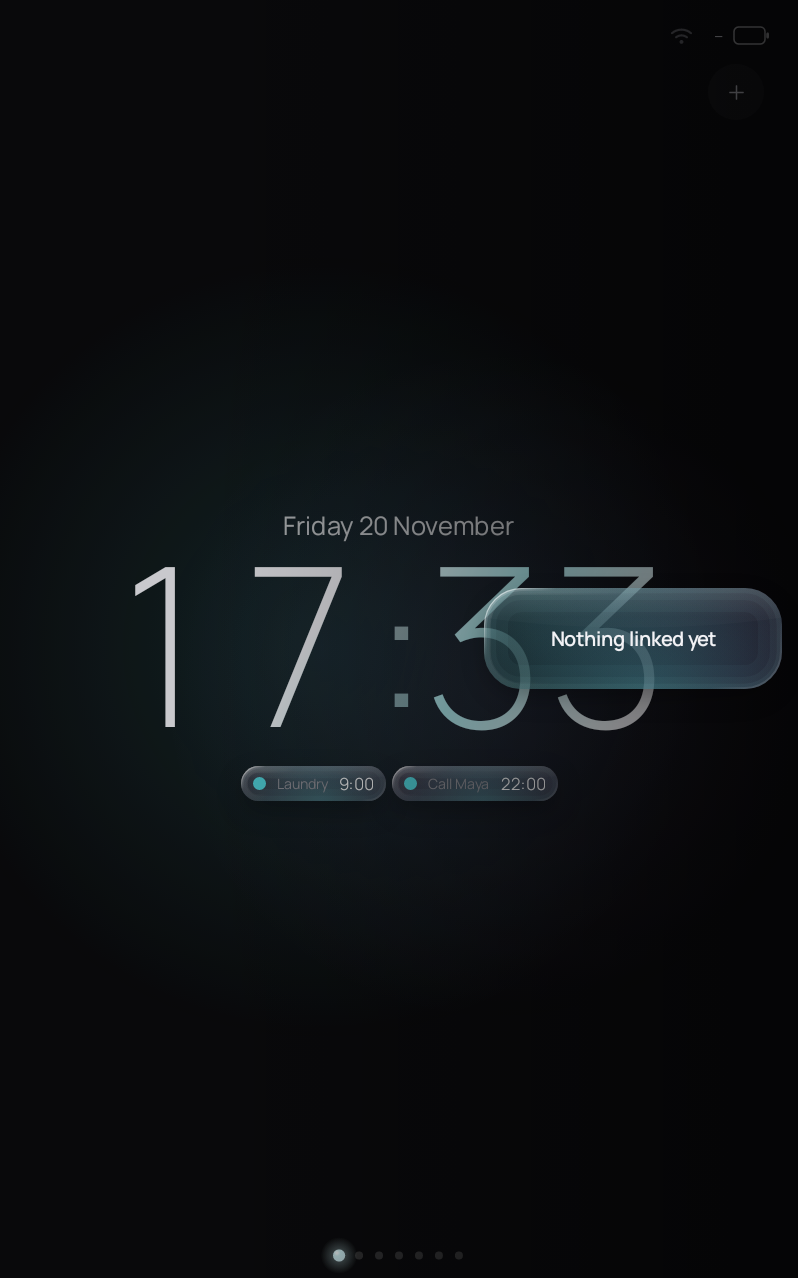 –
+
Friday 20 November
17:33
Nothing linked yet
Laundry 9:00 Call Maya 22:00